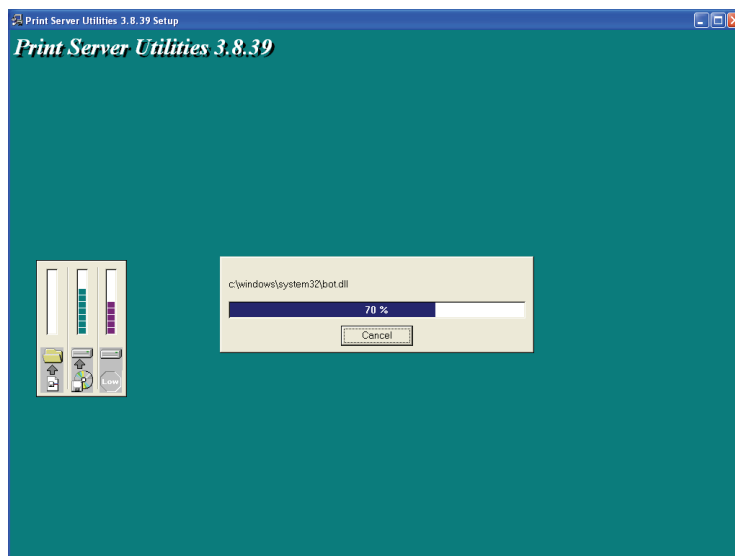 Print Server Utilities 3.8.39 Setup
Print Server Utilities 3.8.39
c:\windows\system32\bot.dll
70 %
Cancel
Low